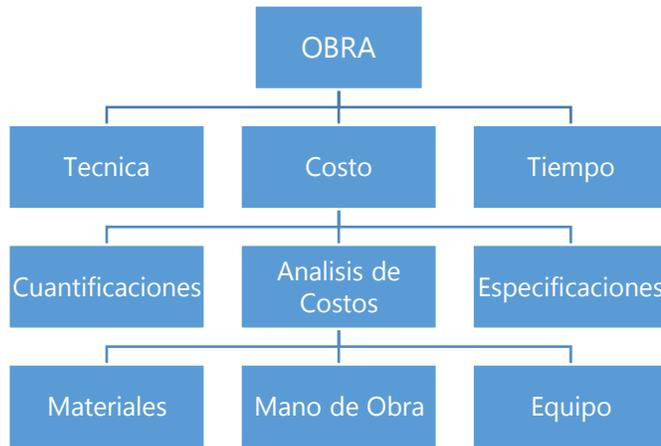 OBRA
Tecnica
Costo
Tiempo
Cuantificaciones
Analisis de
Costos
Especificaciones
Materiales
Mano de Obra
Equipo